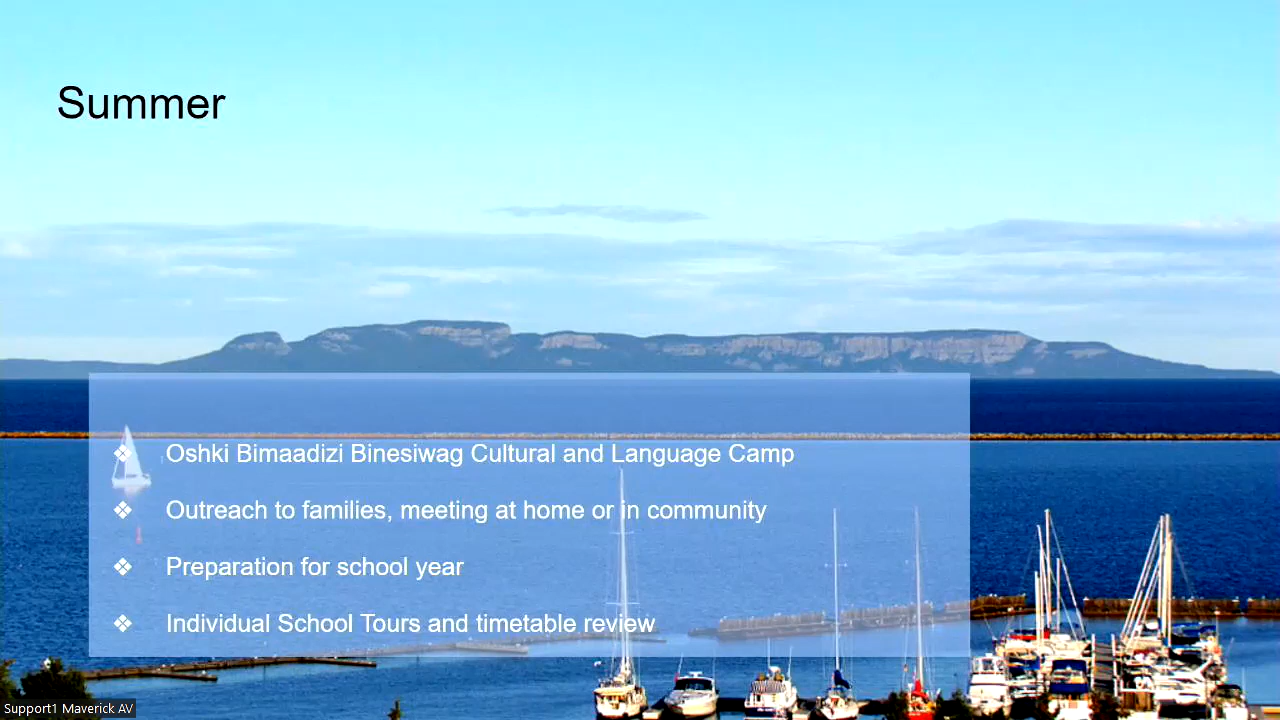 Summer
❖ Oshki Bimaadizi Binesiwag Cultural and Language Camp
❖ Outreach to families, meeting at home or in community
❖ Preparation for school year
❖ Individual School Tours and timetable review
Support1 Maverick AV